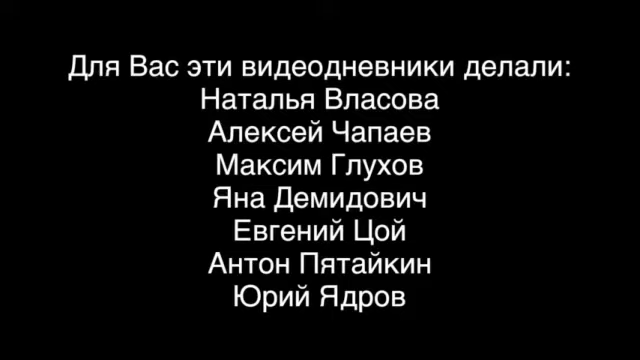 Для Вас эти видеодневники делали:
Наталья Власова
Алексей Чапаев
Максим Глухов
Яна Демидович
Евгений Цой
Антон Пятайкин
Юрий Ядров